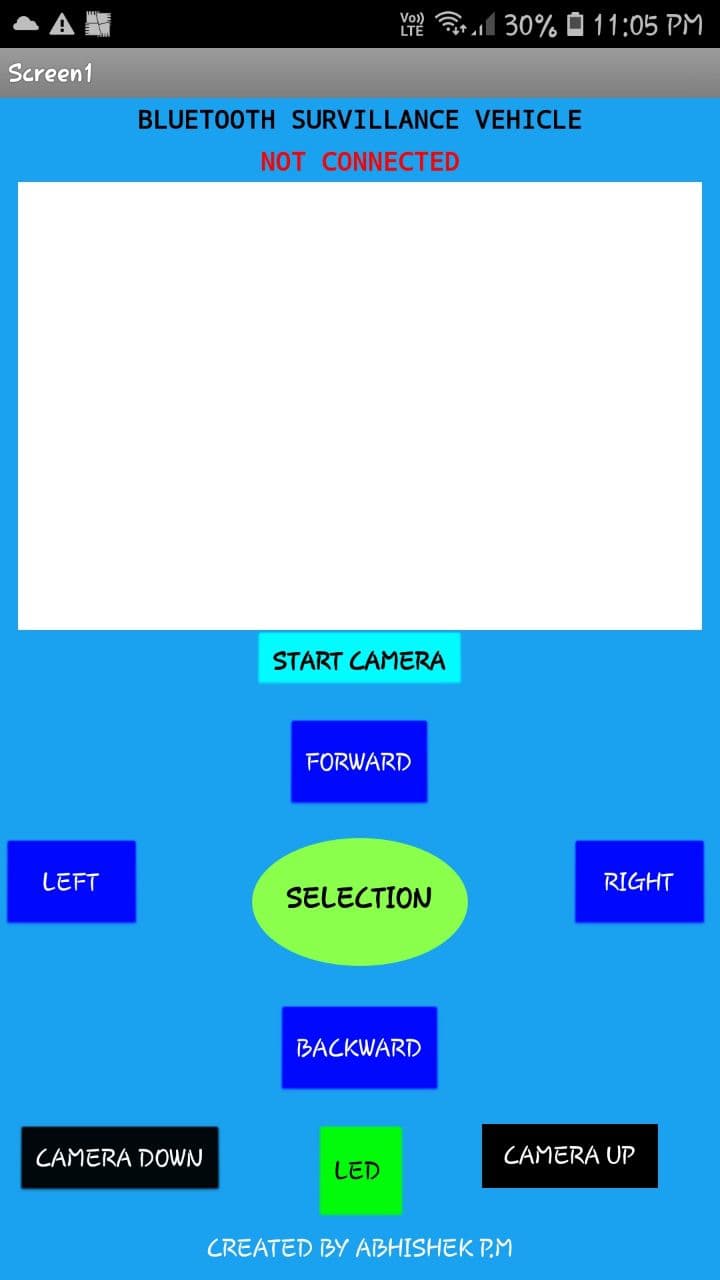 Vo)) LTE 30% 11:05 PM
Screen1
BLUETOOTH SURVILLANCE VEHICLE
NOT CONNECTED
START CAMERA
FORWARD
LEFT
SELECTION
RIGHT
BACKWARD
CAMERA DOWN
LED
CAMERA UP
CREATED BY ABHISHEK P.M